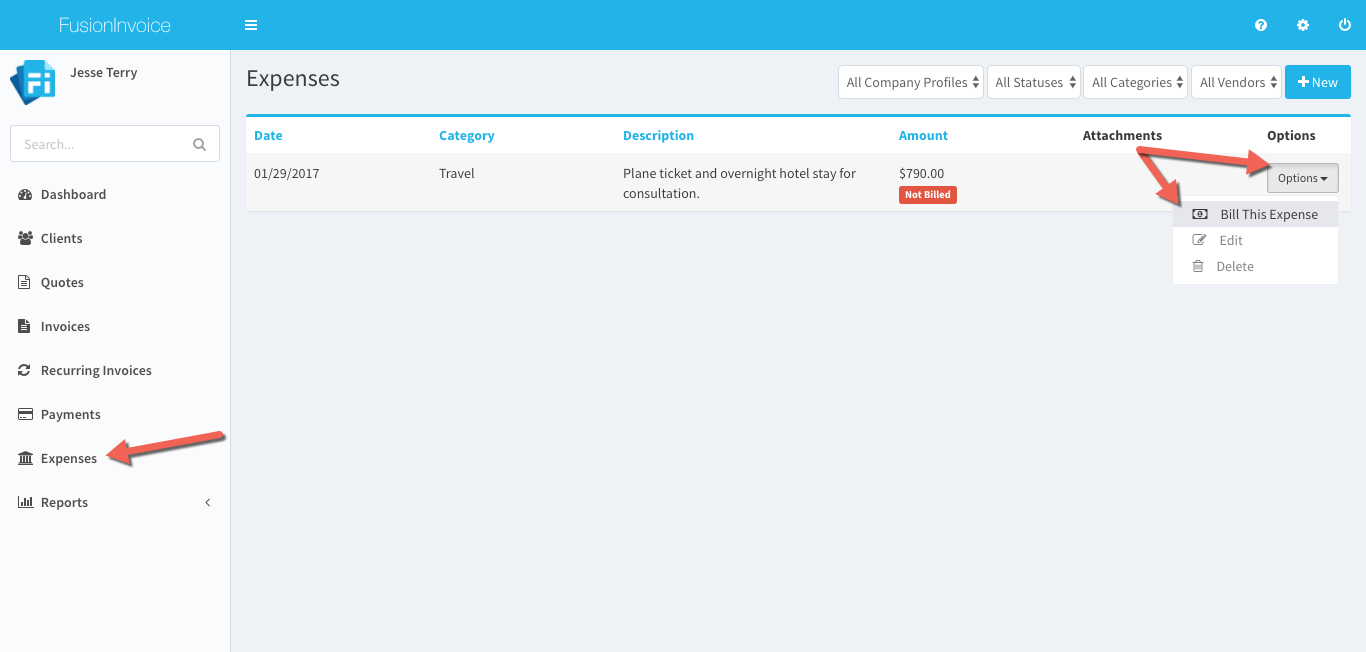 FusionInvoice
Jesse Terry
Search...
Dashboard
Clients
Quotes
Invoices
Recurring Invoices
Payments
Expenses
Reports
Expenses
All Company Profiles All Statuses All Categories All Vendors New
Date Category Description Amount Attachments Options
01/29/2017 Travel Plane ticket and overnight hotel stay for $790.00 Options
consultation. Not Billed
Bill This Expense
Edit
Delete